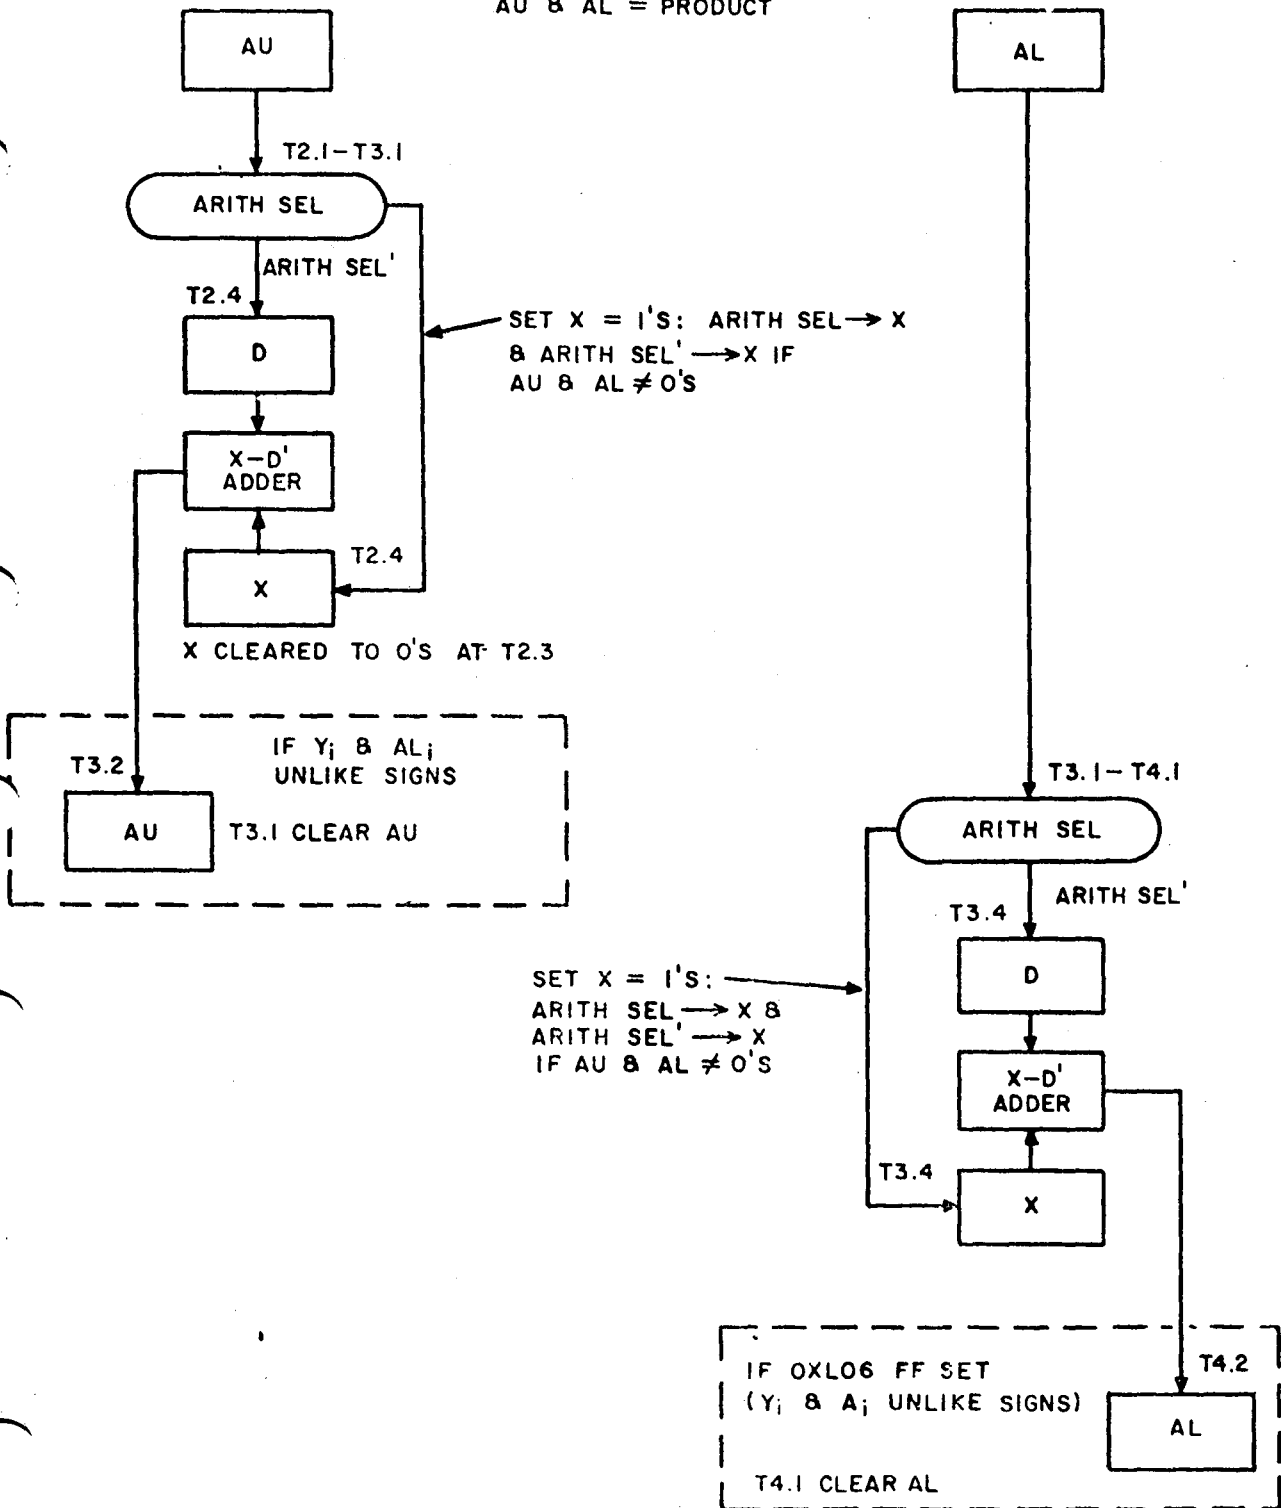 AU & AL = PRODUCT
AU
AL
T2.1-T3.1
ARITH SEL
ARITH SEL'
T2.4
D
SET X = 1'S: ARITH SEL→ X
& ARITH SEL' →X IF
AU & AL ≠ 0'S
X-D'
ADDER
T2.4
X
X CLEARED TO 0'S AT T2.3
IF Yi & ALi
UNLIKE SIGNS
T3.2
AU
T3.1 CLEAR AU
T3.1-T4.1
ARITH SEL
ARITH SEL'
T3.4
D
SET X = 1'S:
ARITH SEL → X &
ARITH SEL' → X
IF AU & AL ≠ 0'S
X-D'
ADDER
T3.4
X
IF 0XL06 FF SET
(Yi & Ai UNLIKE SIGNS)
T4.2
AL
T4.1 CLEAR AL